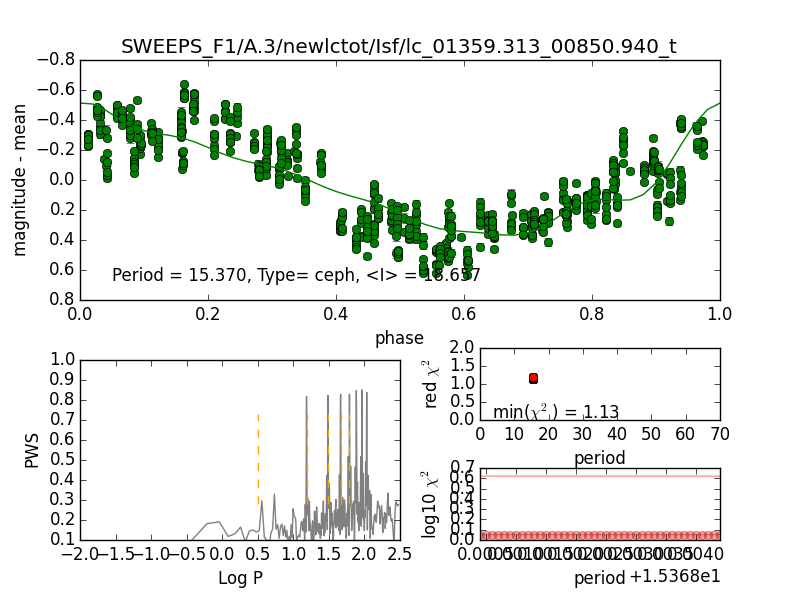 SWEEPS_F1/A.3/newlctot/Isf/lc_01359.313_00850.940_t
−0.8
−0.6
−0.4
−0.2
0.0
0.2
0.4
0.6
0.8
magnitude - mean
Period = 15.370, Type= ceph, <I> = 18.657
0.0 0.2 0.4 0.6 0.8 1.0
phase
1.0
0.9
0.8
0.7
0.6
0.5
0.4
0.3
0.2
0.1
PWS
−2.0 −1.5 −1.0 −0.5 0.0 0.5 1.0 1.5 2.0 2.5
Log P
2.0
1.5
1.0
0.5
0.0
red χ²
min(χ²) = 1.13
0 10 20 30 40 50 60 70
period
0.7
0.6
0.5
0.4
0.3
0.2
0.1
0.0
log10 χ²
period
+1.5368e1